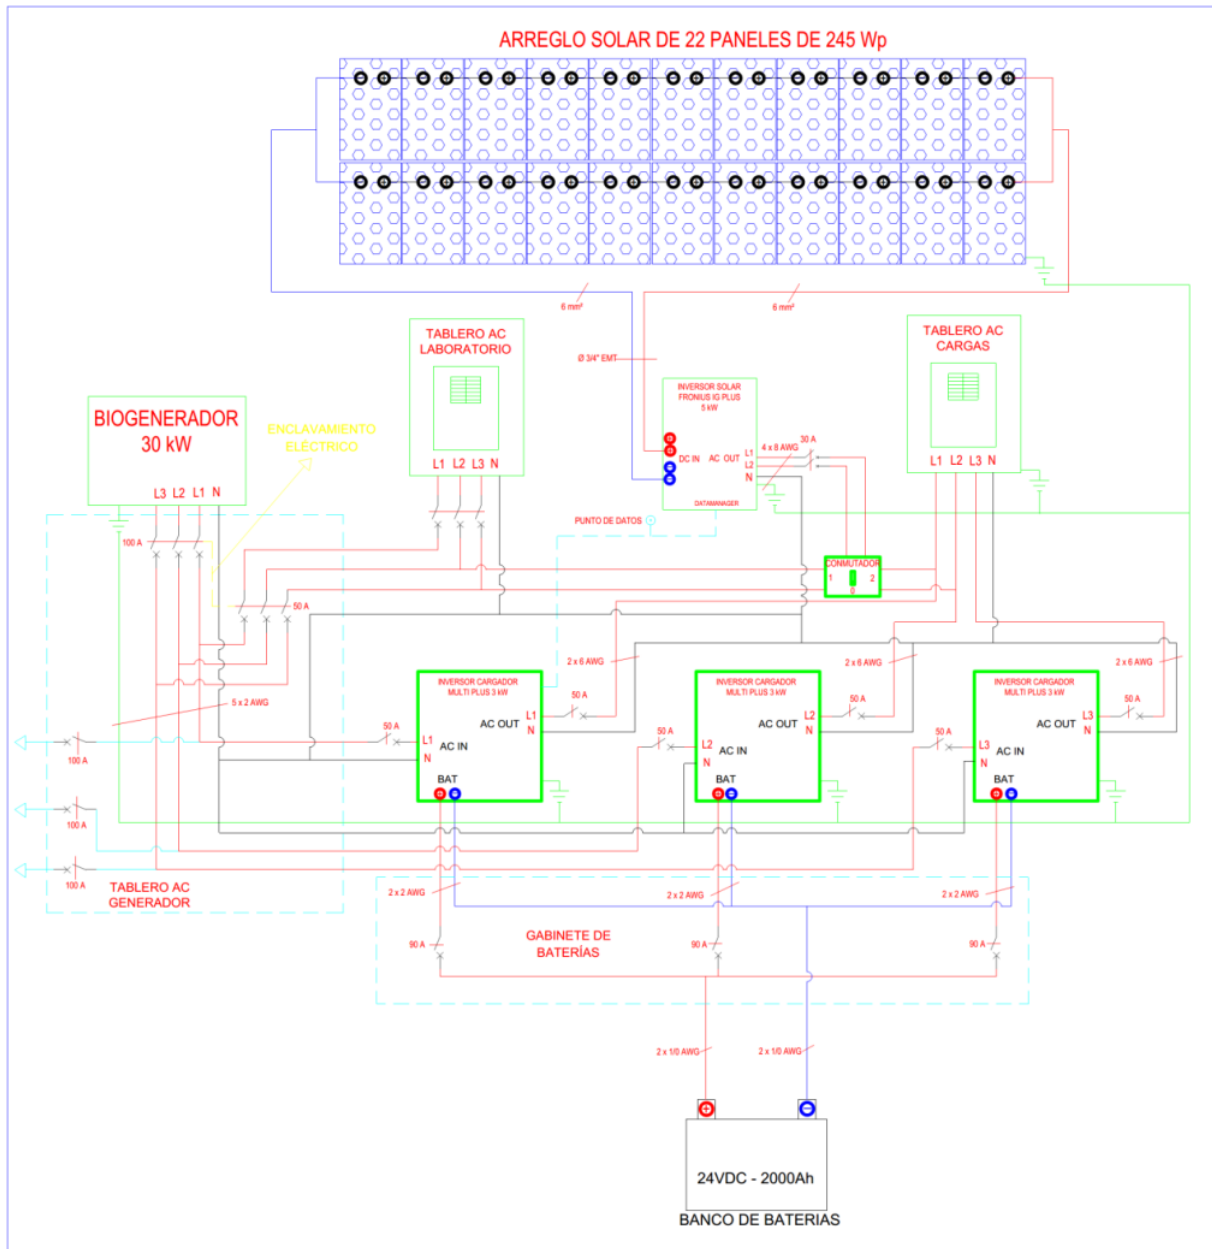 ARREGLO SOLAR DE 22 PANELES DE 245 Wp
6 mm²
6 mm²
TABLERO AC
LABORATORIO
L1 L2 L3 N
TABLERO AC
CARGAS
L1 L2 L3 N
Ø 3/4" EMT
INVERSOR SOLAR
FRONIUS IG PLUS
5 kW
DC IN
AC OUT
L1
L2
N
DATAMANAGER
4 x 8 AWG
30 A
BIOGENERADOR
30 kW
L3 L2 L1 N
ENCLAVAMIENTO
ELÉCTRICO
PUNTO DE DATOS
100 A
50 A
CONMUTADOR
1
2
0
5 x 2 AWG
INVERSOR CARGADOR
MULTI PLUS 3 kW
L1
N
AC OUT
L1
N
AC IN
BAT
50 A
50 A
2 x 6 AWG
INVERSOR CARGADOR
MULTI PLUS 3 kW
L2
N
AC OUT
L2
N
AC IN
BAT
50 A
50 A
2 x 6 AWG
INVERSOR CARGADOR
MULTI PLUS 3 kW
L3
N
AC OUT
L3
N
AC IN
BAT
50 A
50 A
2 x 6 AWG
100 A
100 A
100 A
TABLERO AC
GENERADOR
2 x 2 AWG
2 x 2 AWG
2 x 2 AWG
GABINETE DE
BATERÍAS
90 A
90 A
90 A
2 x 1/0 AWG
2 x 1/0 AWG
24VDC - 2000Ah
BANCO DE BATERIAS